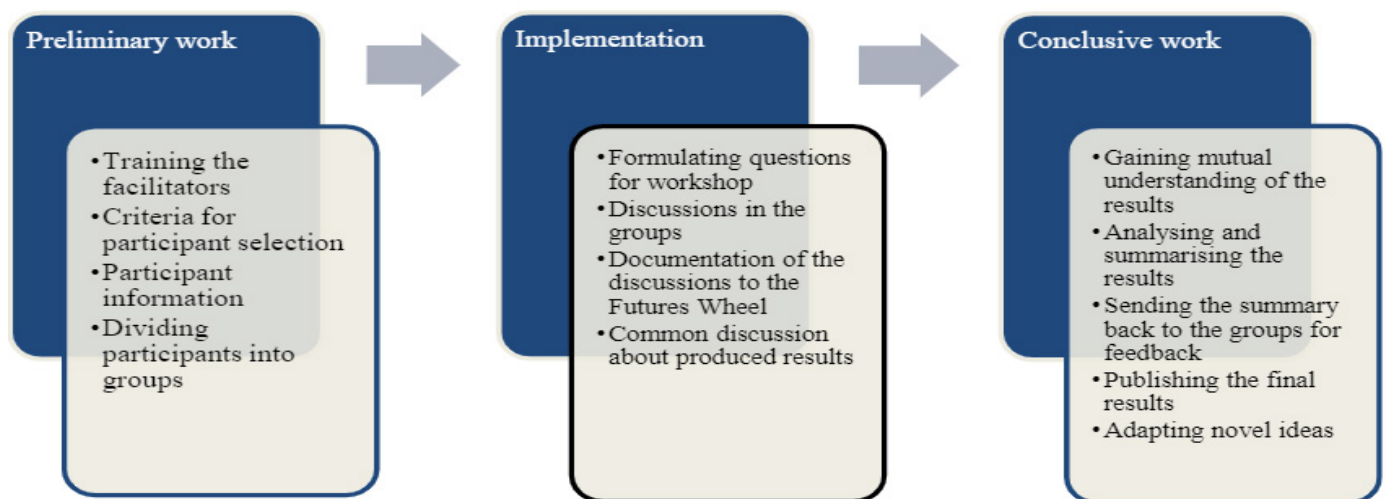 Preliminary work
•Training the
facilitators
•Criteria for
participant selection
•Participant
information
•Dividing
participants into
groups
Implementation
•Formulating questions
for workshop
•Discussions in the
groups
•Documentation of the
discussions to the
Futures Wheel
•Common discussion
about produced results
Conclusive work
•Gaining mutual
understanding of the
results
•Analysing and
summarising the
results
•Sending the summary
back to the groups for
feedback
•Publishing the final
results
•Adapting novel ideas